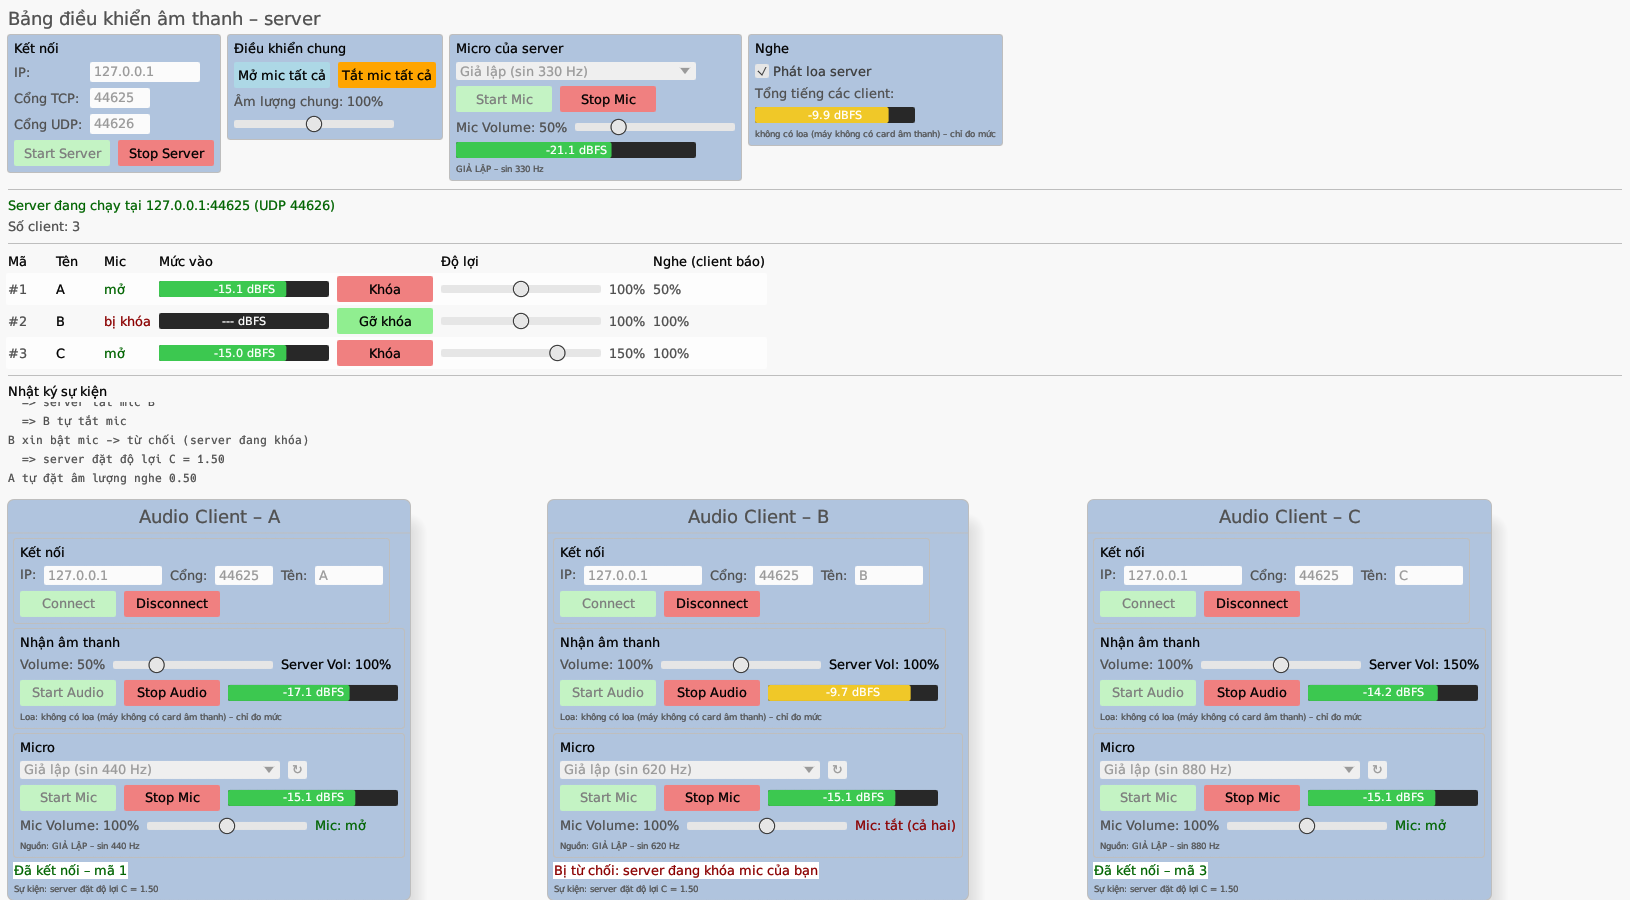 Bảng điều khiển âm thanh – server
Kết nối
IP: 127.0.0.1
Cổng TCP: 44625
Cổng UDP: 44626
Start Server Stop Server
Điều khiển chung
Mở mic tất cả Tắt mic tất cả
Âm lượng chung: 100%
Micro của server
Giả lập (sin 330 Hz)
Start Mic Stop Mic
Mic Volume: 50%
-21.1 dBFS
GIẢ LẬP – sin 330 Hz
Nghe
✓ Phát loa server
Tổng tiếng các client:
-9.9 dBFS
không có loa (máy không có card âm thanh) – chỉ đo mức
Server đang chạy tại 127.0.0.1:44625 (UDP 44626)
Số client: 3
Mã Tên Mic Mức vào Độ lợi Nghe (client báo)
#1 A mở -15.1 dBFS Khóa 100% 50%
#2 B bị khóa --- dBFS Gỡ khóa 100% 100%
#3 C mở -15.0 dBFS Khóa 150% 100%
Nhật ký sự kiện
=> server tắt mic B
=> B tự tắt mic
B xin bật mic -> từ chối (server đang khóa)
=> server đặt độ lợi C = 1.50
A tự đặt âm lượng nghe 0.50
Audio Client – A
Kết nối
IP: 127.0.0.1 Cổng: 44625 Tên: A
Connect Disconnect
Nhận âm thanh
Volume: 50% Server Vol: 100%
Start Audio Stop Audio -17.1 dBFS
Loa: không có loa (máy không có card âm thanh) – chỉ đo mức
Micro
Giả lập (sin 440 Hz) ↻
Start Mic Stop Mic -15.1 dBFS
Mic Volume: 100% Mic: mở
Nguồn: GIẢ LẬP – sin 440 Hz
Đã kết nối – mã 1
Sự kiện: server đặt độ lợi C = 1.50
Audio Client – B
Kết nối
IP: 127.0.0.1 Cổng: 44625 Tên: B
Connect Disconnect
Nhận âm thanh
Volume: 100% Server Vol: 100%
Start Audio Stop Audio -9.7 dBFS
Loa: không có loa (máy không có card âm thanh) – chỉ đo mức
Micro
Giả lập (sin 620 Hz) ↻
Start Mic Stop Mic -15.1 dBFS
Mic Volume: 100% Mic: tắt (cả hai)
Nguồn: GIẢ LẬP – sin 620 Hz
Bị từ chối: server đang khóa mic của bạn
Sự kiện: server đặt độ lợi C = 1.50
Audio Client – C
Kết nối
IP: 127.0.0.1 Cổng: 44625 Tên: C
Connect Disconnect
Nhận âm thanh
Volume: 100% Server Vol: 150%
Start Audio Stop Audio -14.2 dBFS
Loa: không có loa (máy không có card âm thanh) – chỉ đo mức
Micro
Giả lập (sin 880 Hz) ↻
Start Mic Stop Mic -15.1 dBFS
Mic Volume: 100% Mic: mở
Nguồn: GIẢ LẬP – sin 880 Hz
Đã kết nối – mã 3
Sự kiện: server đặt độ lợi C = 1.50